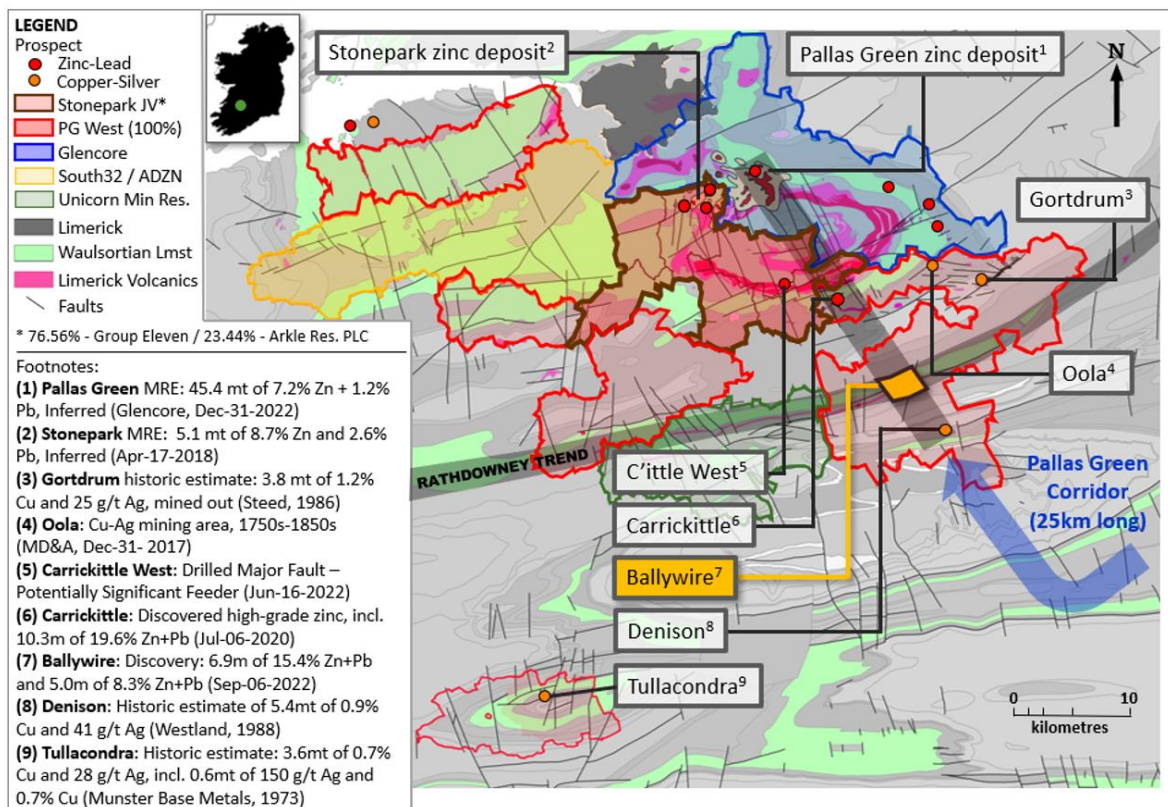 LEGEND
Prospect
Zinc-Lead
Copper-Silver
Stonepark JV*
PG West (100%)
Glencore
South32 / ADZN
Unicorn Min Res.
Limerick
Waulsortian Lmst
Limerick Volcanics
Faults
* 76.56% - Group Eleven / 23.44% - Arkle Res. PLC
Footnotes:
(1) Pallas Green MRE: 45.4 mt of 7.2% Zn + 1.2%
Pb, Inferred (Glencore, Dec-31-2022)
(2) Stonepark MRE: 5.1 mt of 8.7% Zn and 2.6%
Pb, Inferred (Apr-17-2018)
(3) Gortdrum historic estimate: 3.8 mt of 1.2%
Cu and 25 g/t Ag, mined out (Steed, 1986)
(4) Oola: Cu-Ag mining area, 1750s-1850s
(MD&A, Dec-31- 2017)
(5) Carrickittle West: Drilled Major Fault –
Potentially Significant Feeder (Jun-16-2022)
(6) Carrickittle: Discovered high-grade zinc, incl.
10.3m of 19.6% Zn+Pb (Jul-06-2020)
(7) Ballywire: Discovery: 6.9m of 15.4% Zn+Pb
and 5.0m of 8.3% Zn+Pb (Sep-06-2022)
(8) Denison: Historic estimate of 5.4mt of 0.9%
Cu and 41 g/t Ag (Westland, 1988)
(9) Tullacondra: Historic estimate: 3.6mt of 0.7%
Cu and 28 g/t Ag, incl. 0.6mt of 150 g/t Ag and
0.7% Cu (Munster Base Metals, 1973)
Stonepark zinc deposit²
Pallas Green zinc deposit¹
N
Gortdrum³
Oola⁴
RATHDOWNEY TREND
C'ittle West⁵
Carrickittle⁶
Ballywire⁷
Denison⁸
Tullacondra⁹
Pallas Green
Corridor
(25km long)
0 10
kilometres